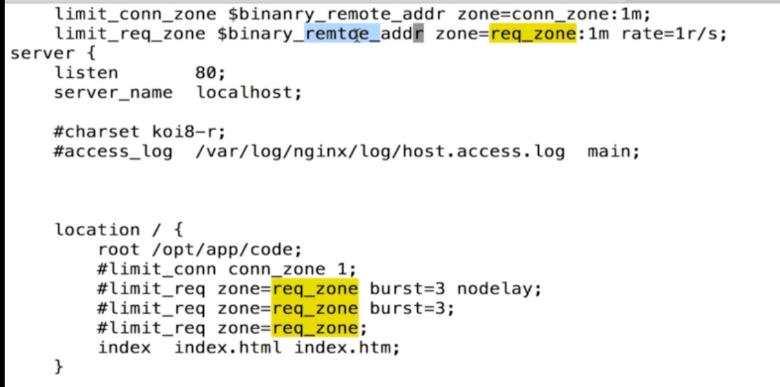 limit_conn_zone $binanry_remote_addr zone=conn_zone:1m;
limit_req_zone $binary_remtoe_addr zone=req_zone:1m rate=1r/s;
server {
listen 80;
server_name localhost;
#charset koi8-r;
#access_log /var/log/nginx/log/host.access.log main;
location / {
root /opt/app/code;
#limit_conn conn_zone 1;
#limit_req zone=req_zone burst=3 nodelay;
#limit_req zone=req_zone burst=3;
#limit_req zone=req_zone;
index index.html index.htm;
}